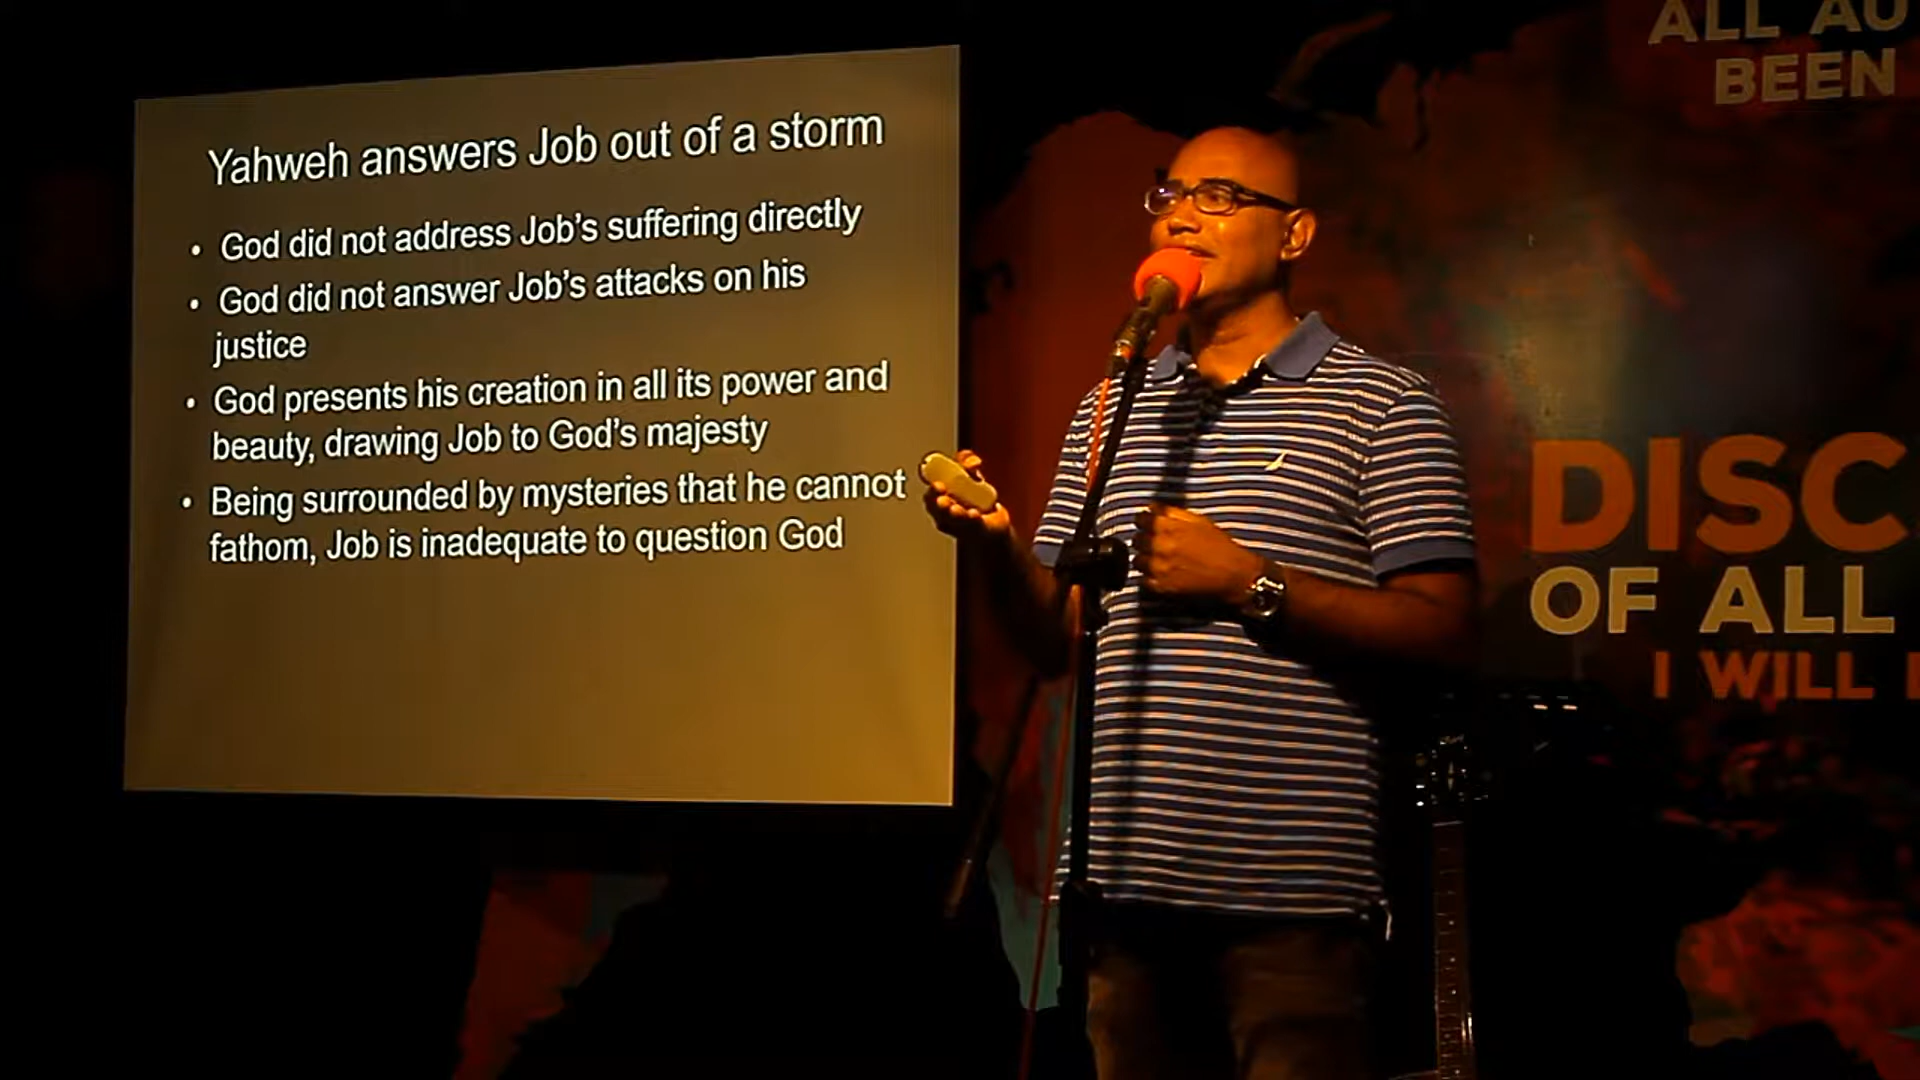 Yahweh answers Job out of a storm
• God did not address Job's suffering directly
• God did not answer Job's attacks on his
justice
• God presents his creation in all its power and
beauty, drawing Job to God's majesty
• Being surrounded by mysteries that he cannot
fathom, Job is inadequate to question God
ALL AU
BEEN
DISC
OF ALL
I WILL